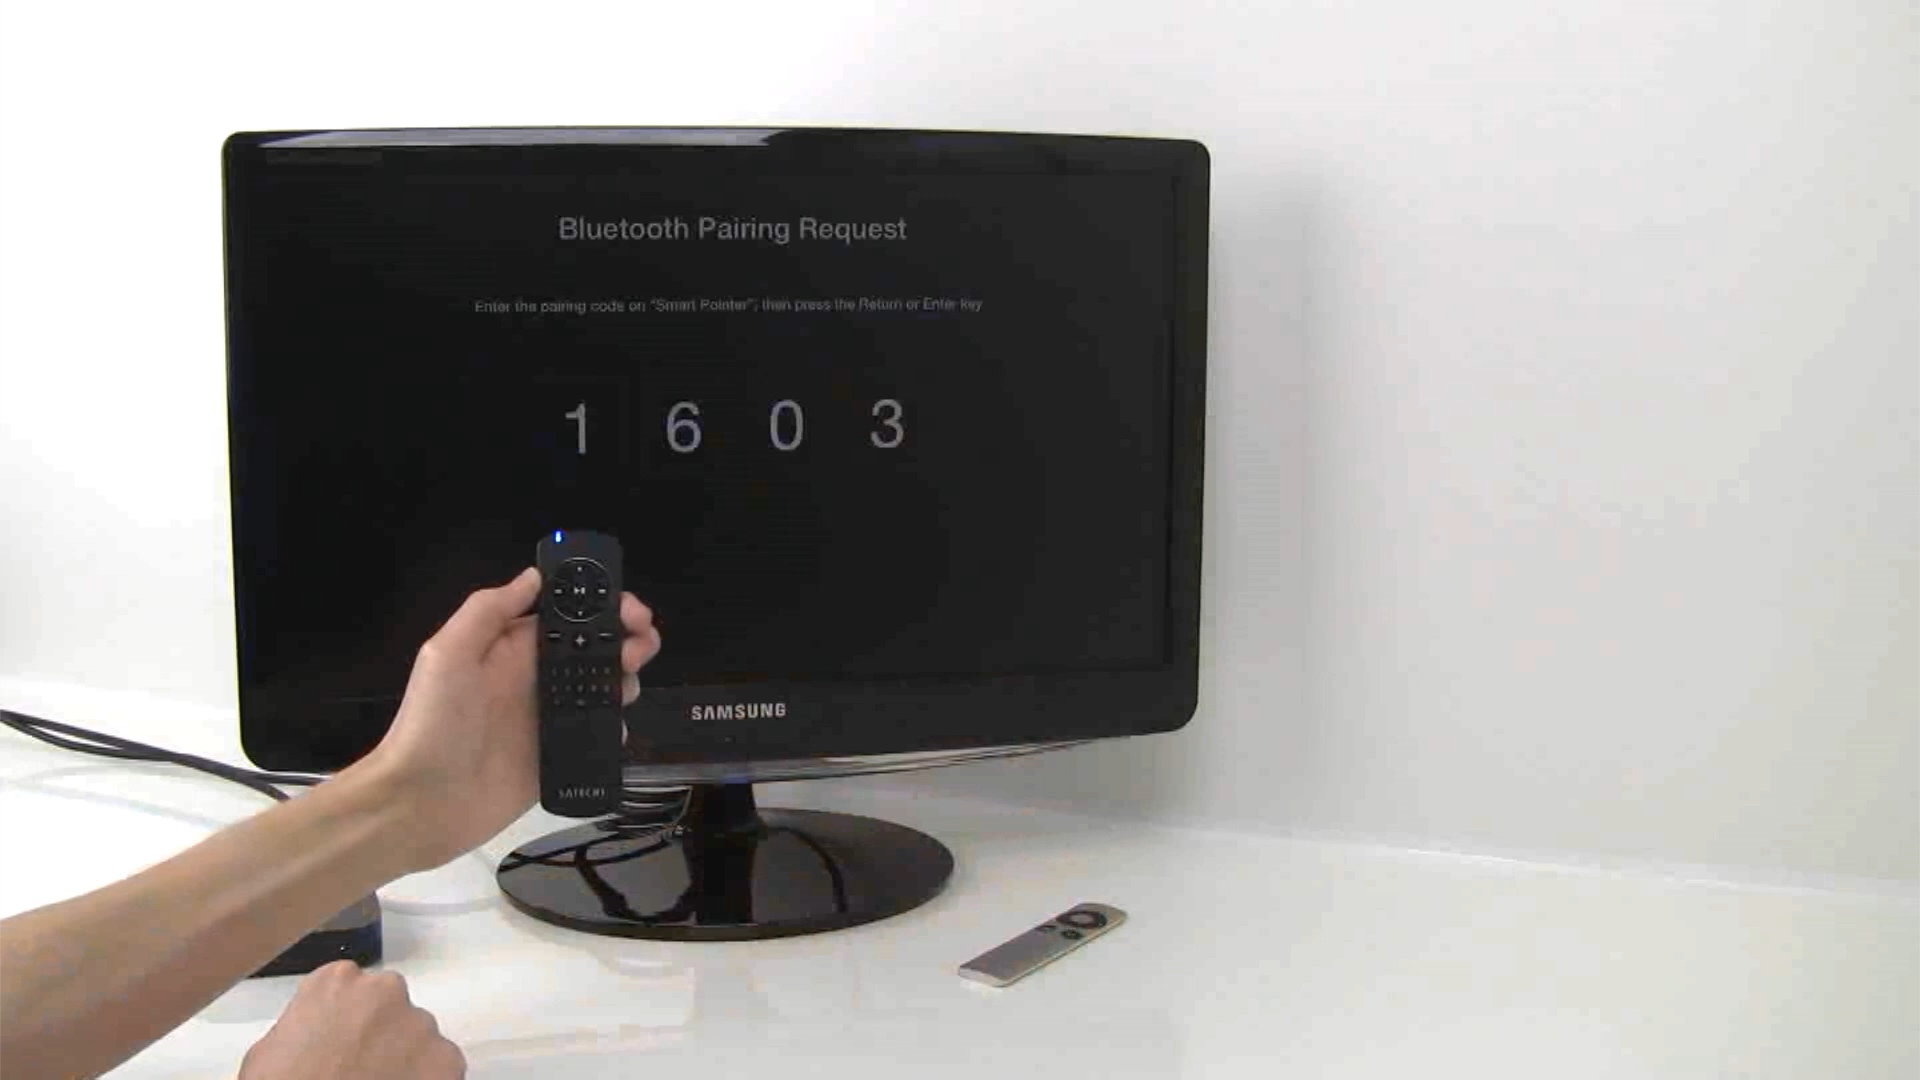 Bluetooth Pairing Request
Enter the pairing code on "Smart Pointer", then press the Return or Enter key
1 6 0 3
SAMSUNG
SATECHI